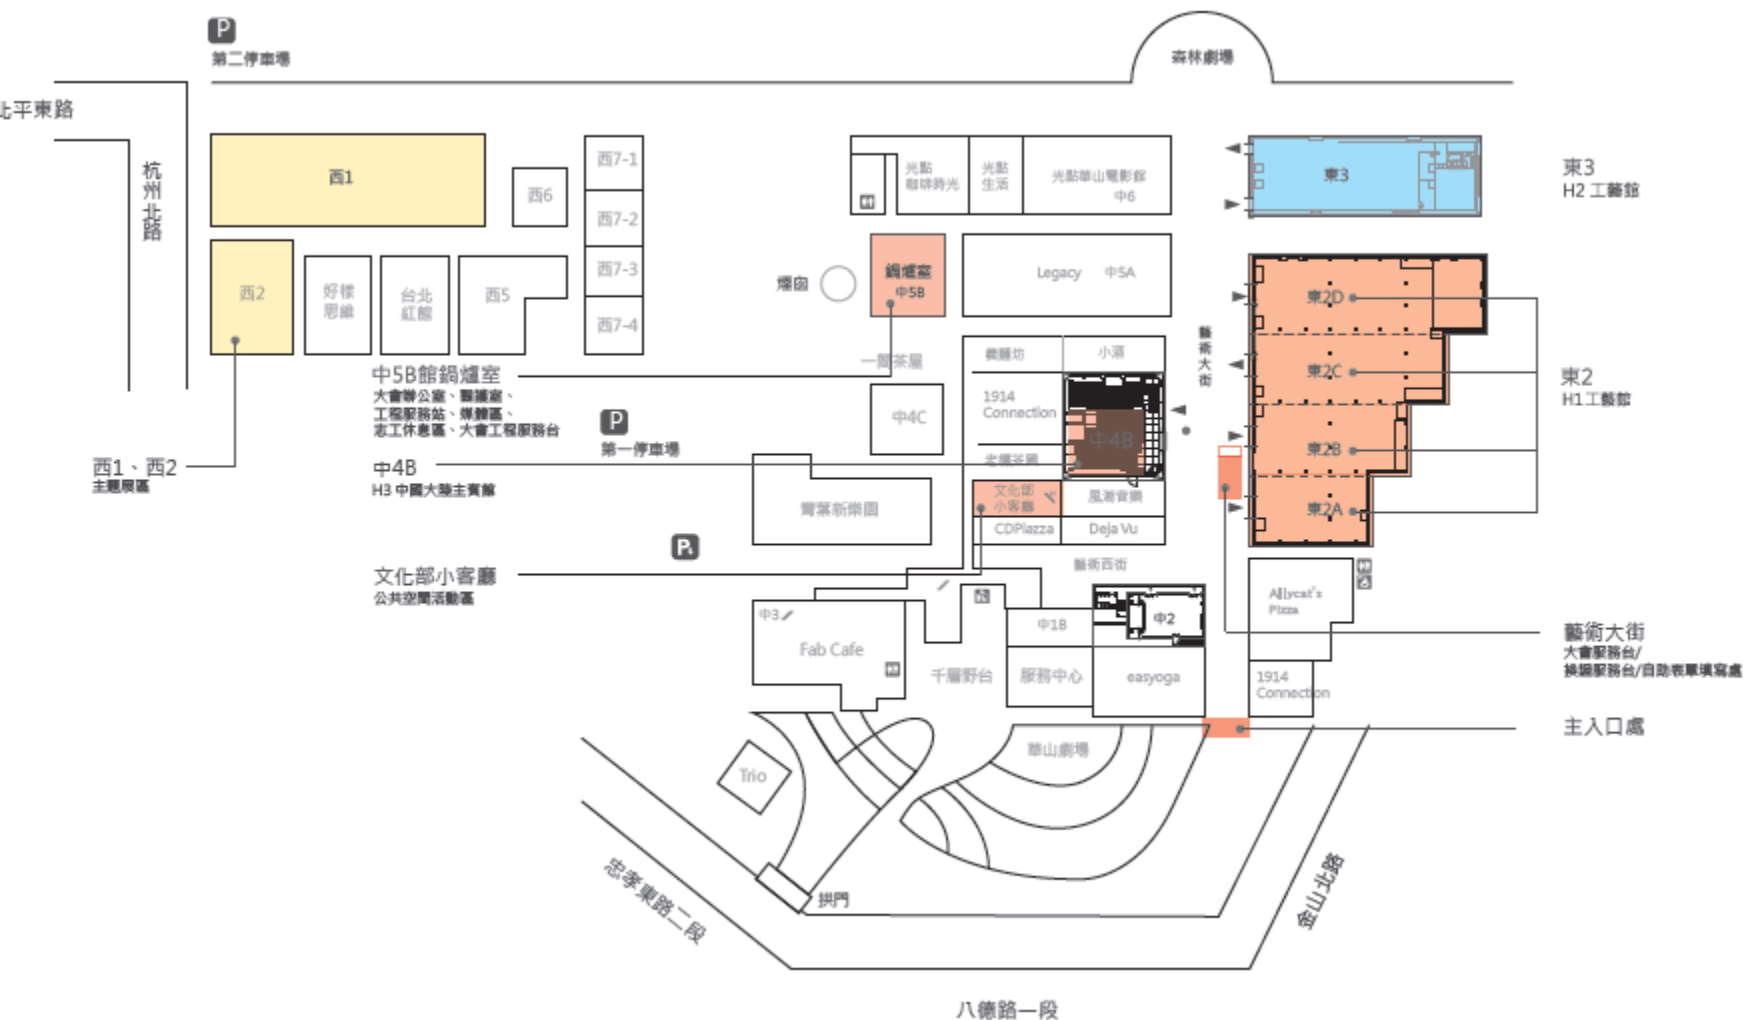 P
第二停車場
森林劇場
北平東路
杭州北路
西1
西6
西7-1
西7-2
西7-3
西7-4
西2
好樣
思維
台北
紅館
西5
光點
咖啡時光
光點
生活
光點華山電影館
中6
東3
東3
H2 工藝館
煙囪
鍋爐室
中5B
Legacy 中5A
藝術大街
東2D
東2C
東2B
東2A
東2
H1工藝館
一間茶屋
小酒
中5B館鍋爐室
大會辦公室、醫護室、
工程服務站、媒體區、
志工休息區、大會工程服務台
1914
Connection
中4C
中4B
P
第一停車場
西1、西2
主題展區
中4B
H3 中國大陸主賓館
青葉新樂園
文化部
小客廳
風潮音樂
CDPiazza
Deja Vu
P
藝術西街
文化部小客廳
公共空間活動區
中3
Fab Cafe
中1B
中2
千層野台
服務中心
easyoga
Allycat's
Pizza
1914
Connection
藝術大街
大會服務台/
換證服務台/自助表單填寫處
主入口處
華山劇場
Trio
拱門
忠孝東路二段
金山北路
八德路一段